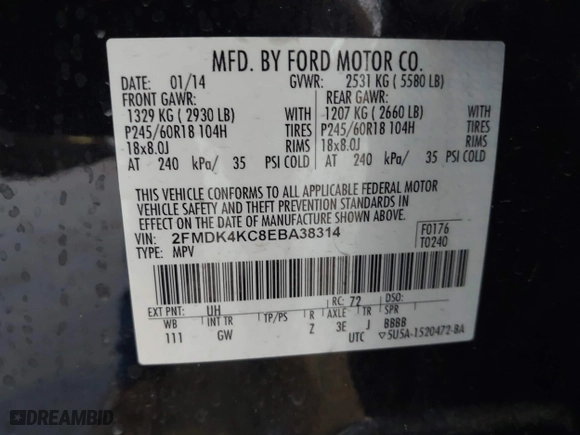 MFD. BY FORD MOTOR CO.
DATE: 01/14 GVWR: 2531 KG ( 5580 LB)
FRONT GAWR: REAR GAWR:
1329 KG ( 2930 LB) WITH 1207 KG ( 2660 LB) WITH
P245/60R18 104H TIRES P245/60R18 104H TIRES
18x8.0J RIMS 18x8.0J RIMS
AT 240 kPa/ 35 PSI COLD AT 240 kPa/ 35 PSI COLD
THIS VEHICLE CONFORMS TO ALL APPLICABLE FEDERAL MOTOR
VEHICLE SAFETY AND THEFT PREVENTION STANDARDS IN
EFFECT ON THE DATE OF MANUFACTURE SHOWN ABOVE.
VIN: 2FMDK4KC8EBA38314 F0176
TYPE: MPV T0240
EXT PNT: UH RC: 72 DSO:
WB INT TR TP/PS R AXLE TR SPR
111 GW Z 3E J BBBB
UTC ▽5U5A-1520472-BA
DREAMBID